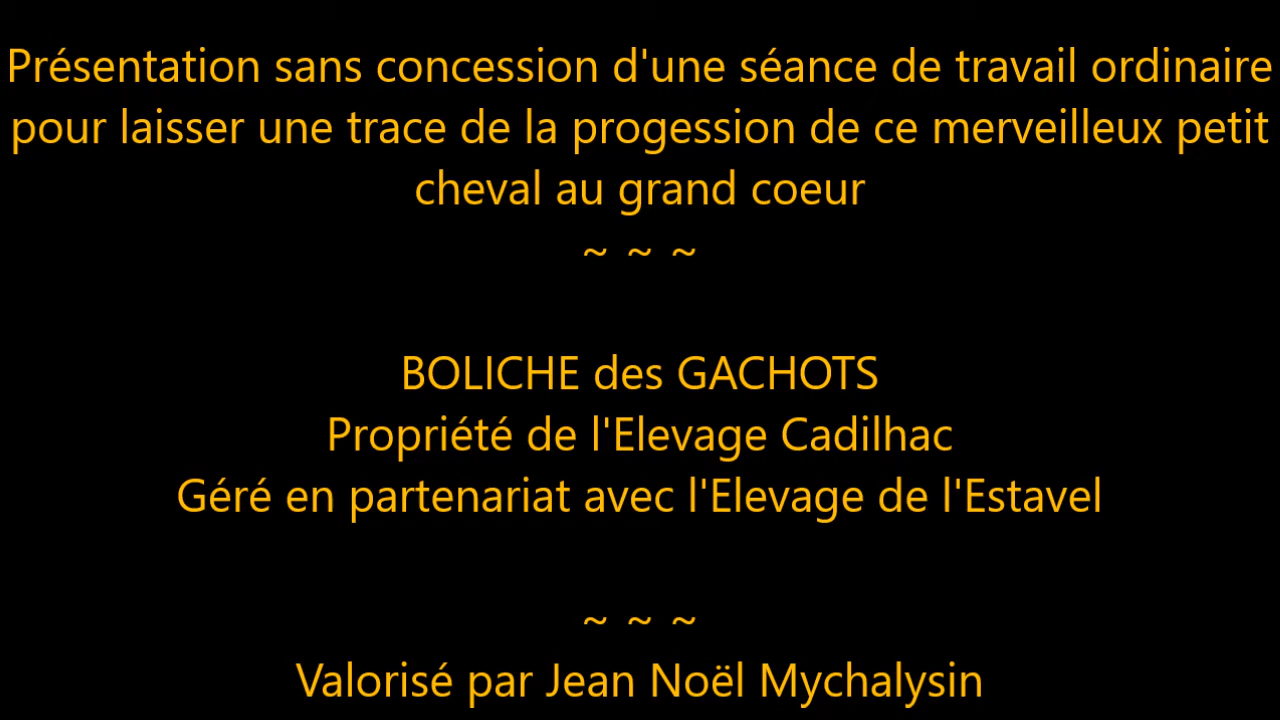 Présentation sans concession d'une séance de travail ordinaire
pour laisser une trace de la progession de ce merveilleux petit
cheval au grand coeur
~ ~ ~
BOLICHE des GACHOTS
Propriété de l'Elevage Cadilhac
Géré en partenariat avec l'Elevage de l'Estavel
~ ~ ~
Valorisé par Jean Noël Mychalysin